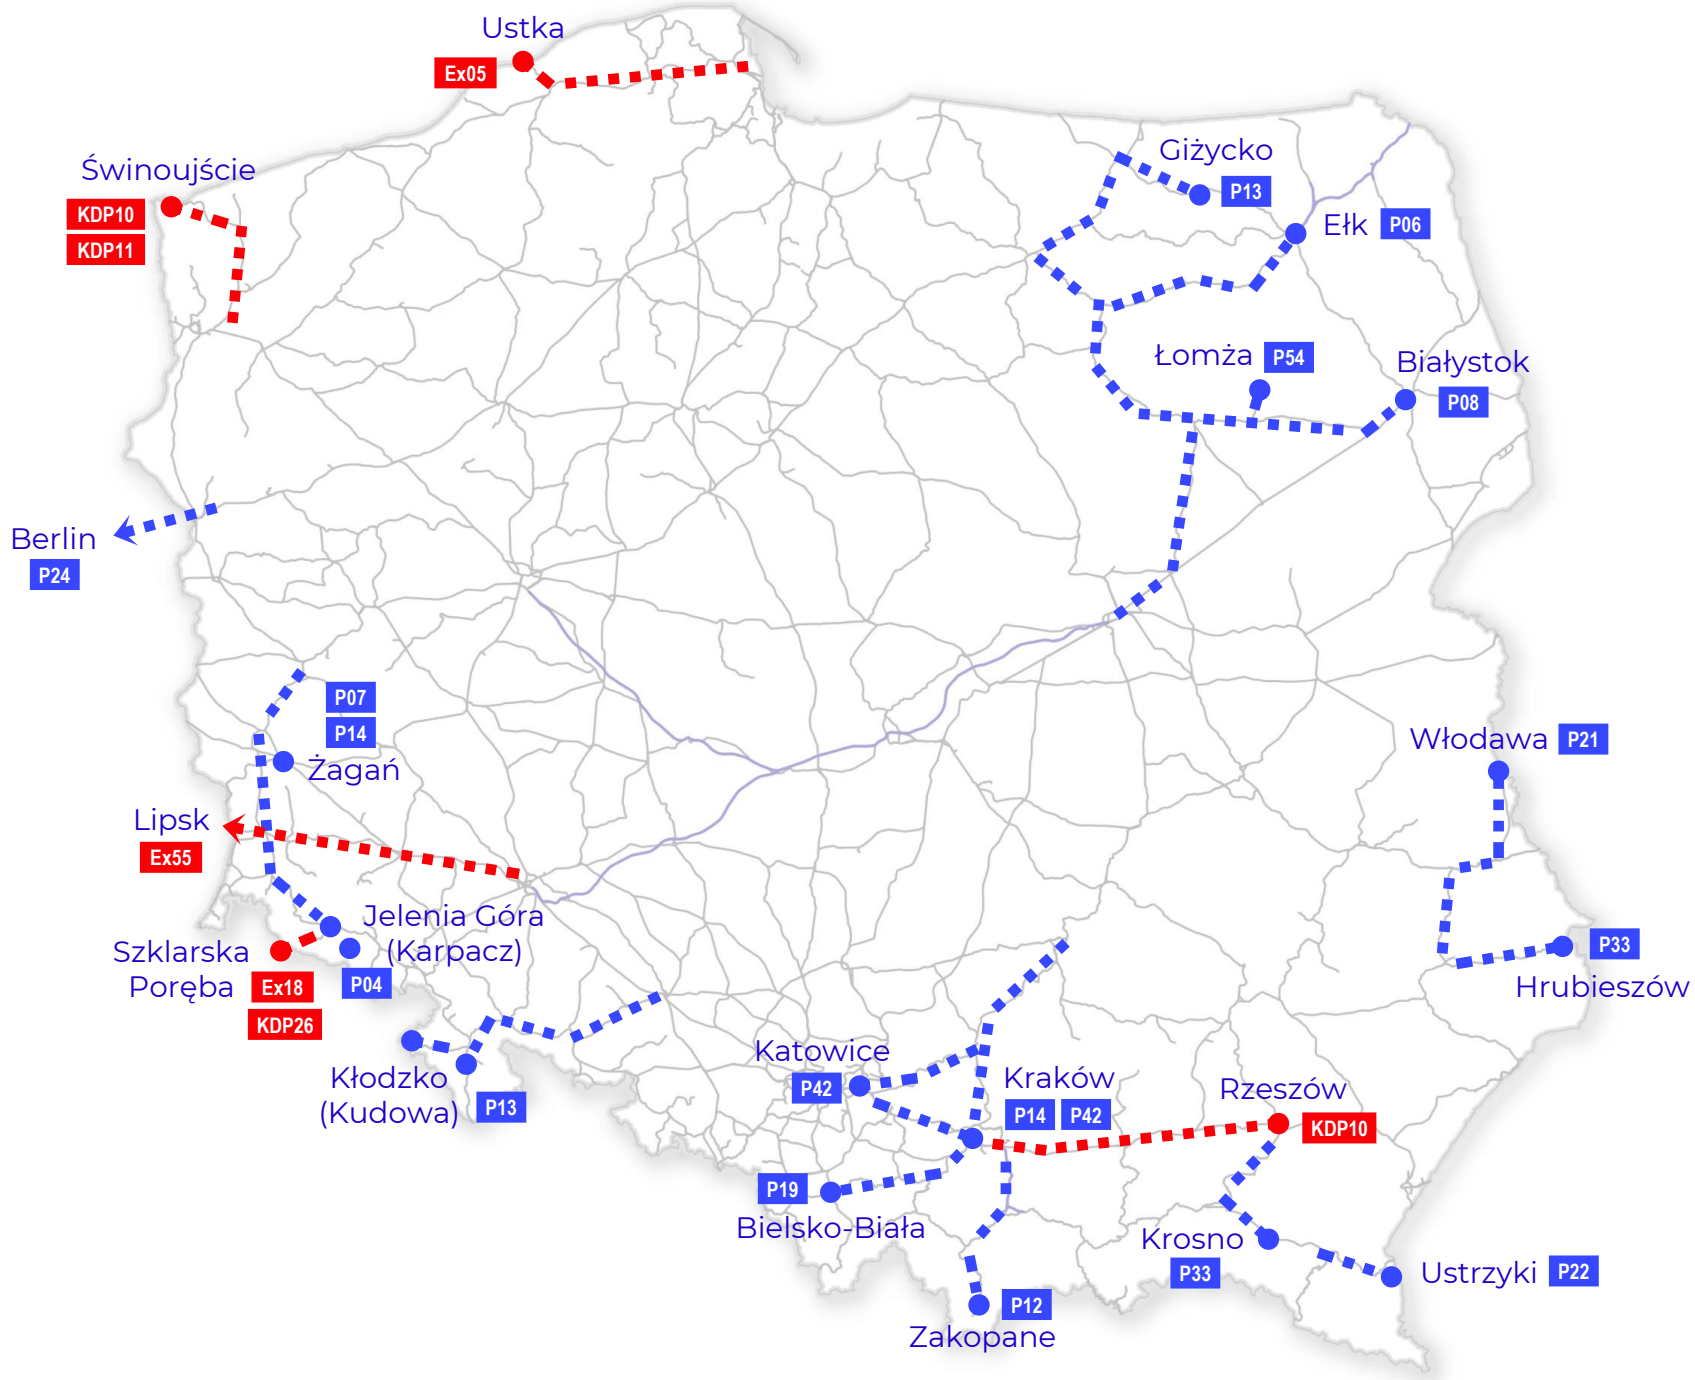 Ustka
Ex05
Świnoujście
KDP10
KDP11
Giżycko
P13
Ełk
P06
Łomża
P54
Białystok
P08
Berlin
P24
P07
P14
Żagań
Włodawa
P21
Lipsk
Ex55
Jelenia Góra
(Karpacz)
P04
Szklarska
Poręba
Ex18
KDP26
P33
Hrubieszów
Katowice
P42
Kłodzko
(Kudowa)
P13
Kraków
P14
P42
Rzeszów
KDP10
P19
Bielsko-Biała
Krosno
P33
Ustrzyki
P22
P12
Zakopane